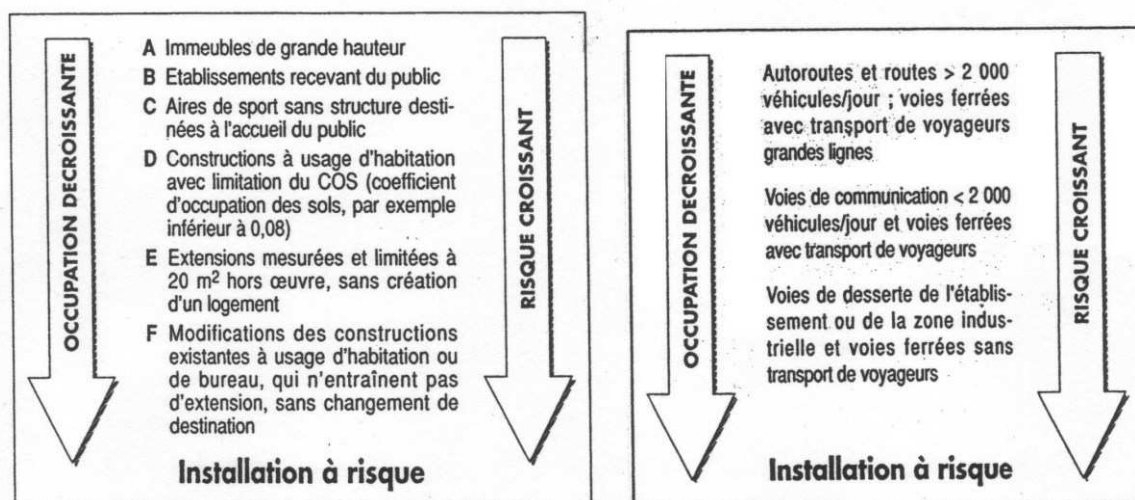 OCCUPATION DECROISSANTE
A Immeubles de grande hauteur
B Etablissements recevant du public
C Aires de sport sans structure desti-
nées à l'accueil du public
D Constructions à usage d'habitation
avec limitation du COS (coefficient
d'occupation des sols, par exemple
inférieur à 0,08)
E Extensions mesurées et limitées à
20 m² hors œuvre, sans création
d'un logement
F Modifications des constructions
existantes à usage d'habitation ou
de bureau, qui n'entraînent pas
d'extension, sans changement de
destination
RISQUE CROISSANT
Installation à risque
OCCUPATION DECROISSANTE
Autoroutes et routes > 2 000
véhicules/jour ; voies ferrées
avec transport de voyageurs
grandes lignes
Voies de communication < 2 000
véhicules/jour et voies ferrées
avec transport de voyageurs
Voies de desserte de l'établis-
sement ou de la zone indus-
trielle et voies ferrées sans
transport de voyageurs
RISQUE CROISSANT
Installation à risque